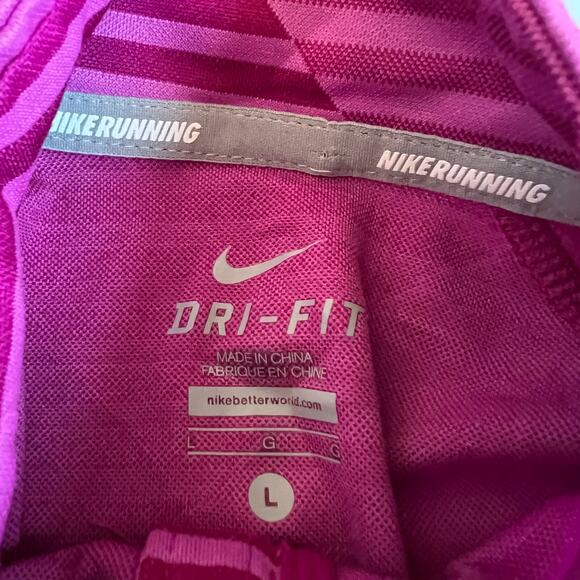 NIKERUNNING
NIKERUNNING
DRI-FIT
MADE IN CHINA
FABRIQUE EN CHINE
nikebetterworld.com
L G G
L